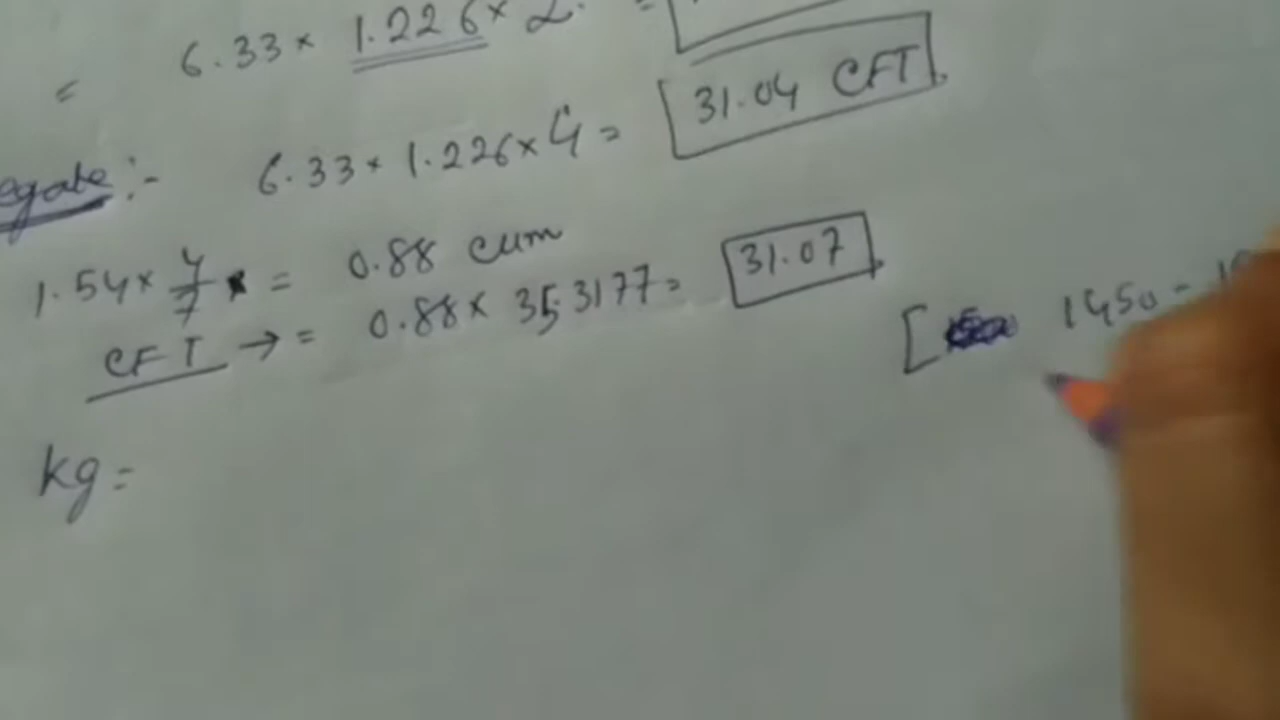 = 6.33 × 1.226 × 2 =
egate :- 6.33 × 1.226 × 4 = 31.04 CFT
1.54 × 4/7 = 0.88 cum
CFT → = 0.88 × 35.3177 = 31.07
[ 1450 -
kg =